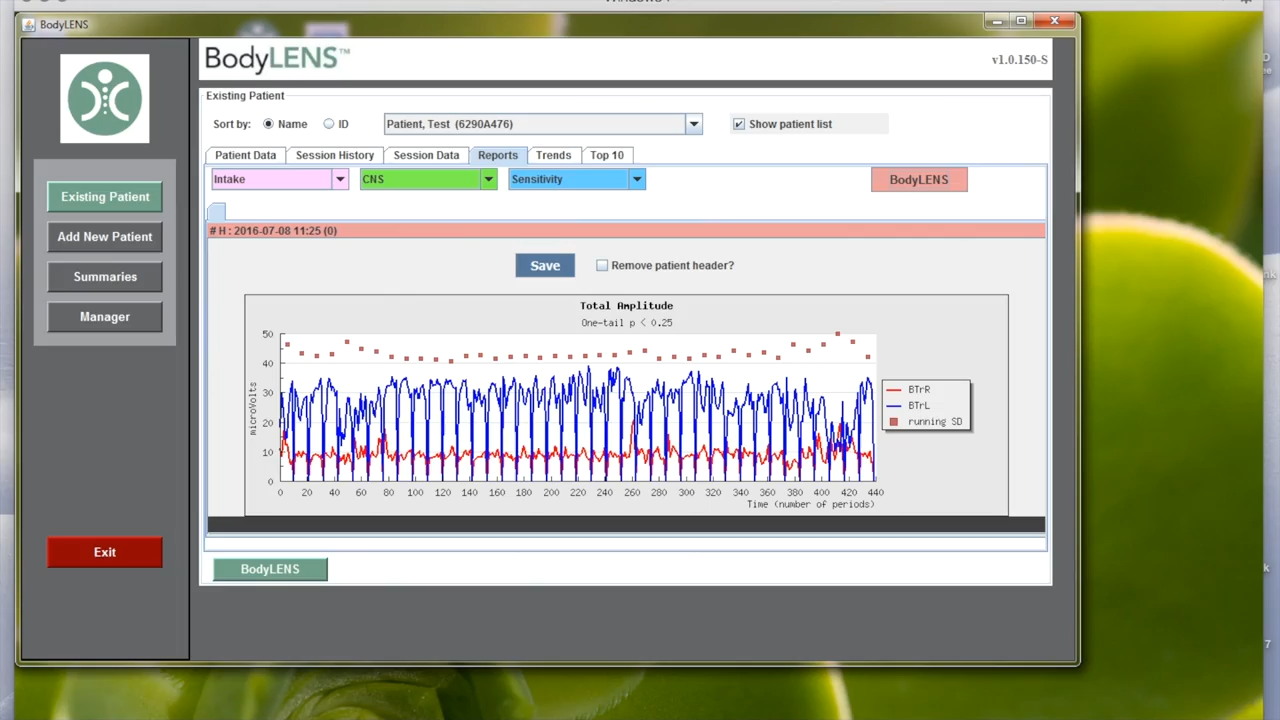 BodyLENS
BodyLENS™
v1.0.150-S
Existing Patient
Sort by: Name ID Patient, Test (6290A476) Show patient list
Patient Data Session History Session Data Reports Trends Top 10
Intake CNS Sensitivity BodyLENS
Existing Patient
Add New Patient
Summaries
Manager
Exit
# H : 2016-07-08 11:25 (0)
Save Remove patient header?
Total Amplitude
One-tail p < 0.25
microVolts
50
40
30
20
10
0
0 20 40 60 80 100 120 140 160 180 200 220 240 260 280 300 320 340 360 380 400 420 440
Time (number of periods)
BTrR
BTrL
running SD
BodyLENS